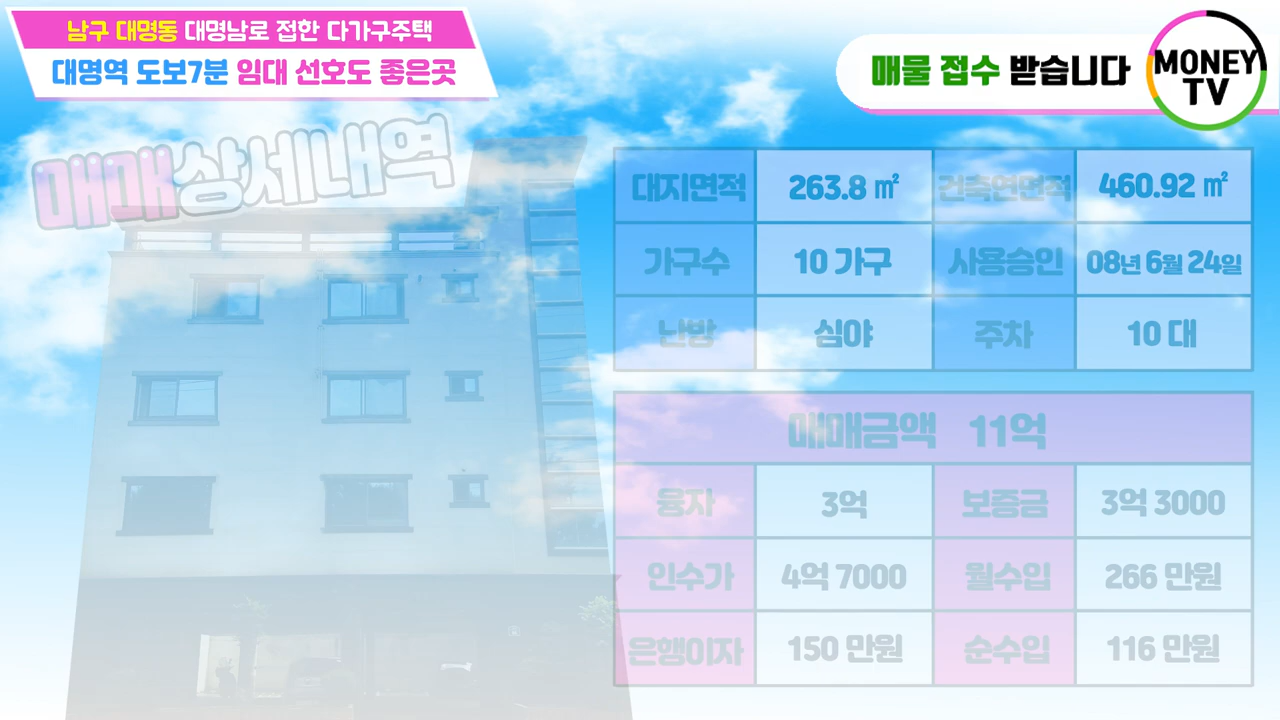 남구 대명동 대명남로 접한 다가구주택
대명역 도보7분 임대 선호도 좋은곳
매물 접수 받습니다
MONEY
TV
매매상세내역
대지면적 263.8 ㎡ 건축연면적 460.92 ㎡
가구수 10 가구 사용승인 08년 6월 24일
난방 심야 주차 10 대
매매금액 11억
융자 3억 보증금 3억 3000
인수가 4억 7000 월수입 266 만원
은행이자 150 만원 순수입 116 만원